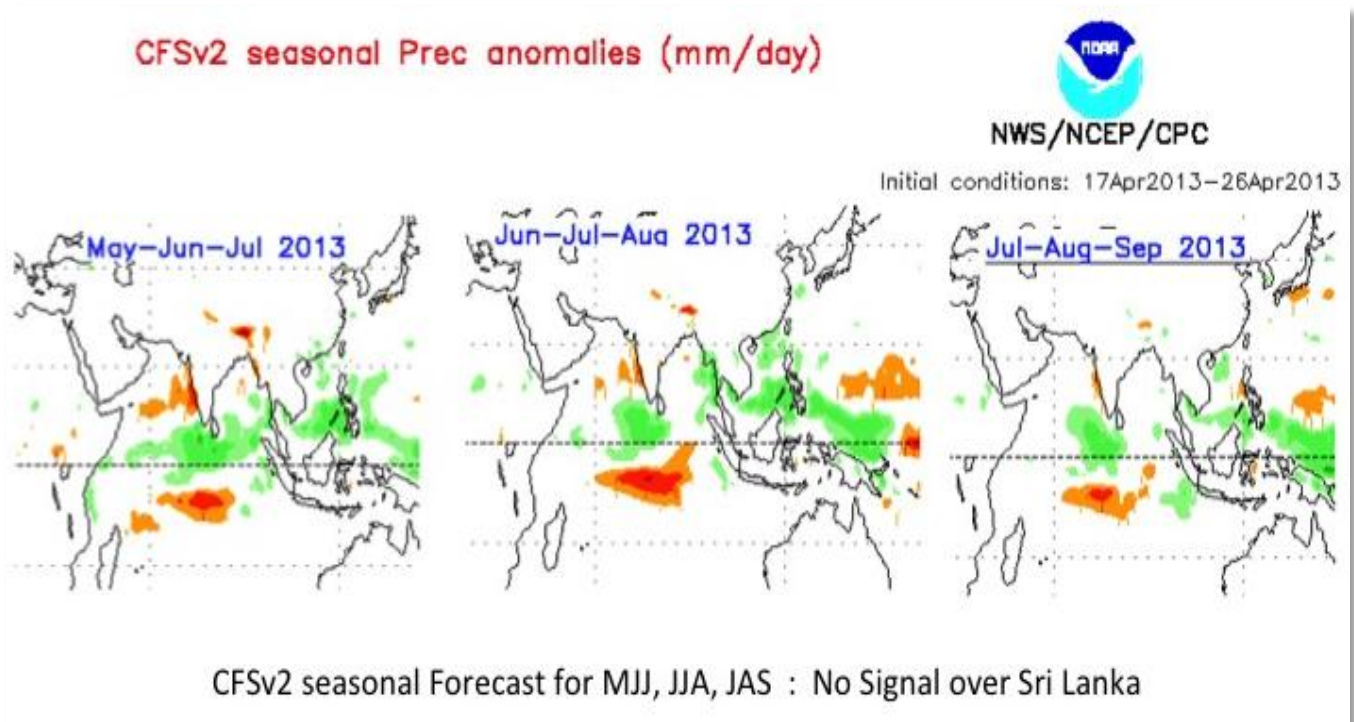 CFSv2 seasonal Prec anomalies (mm/day)
NOAA
NWS/NCEP/CPC
Initial conditions: 17Apr2013–26Apr2013
May–Jun–Jul 2013
Jun–Jul–Aug 2013
Jul–Aug–Sep 2013
CFSv2 seasonal Forecast for MJJ, JJA, JAS : No Signal over Sri Lanka